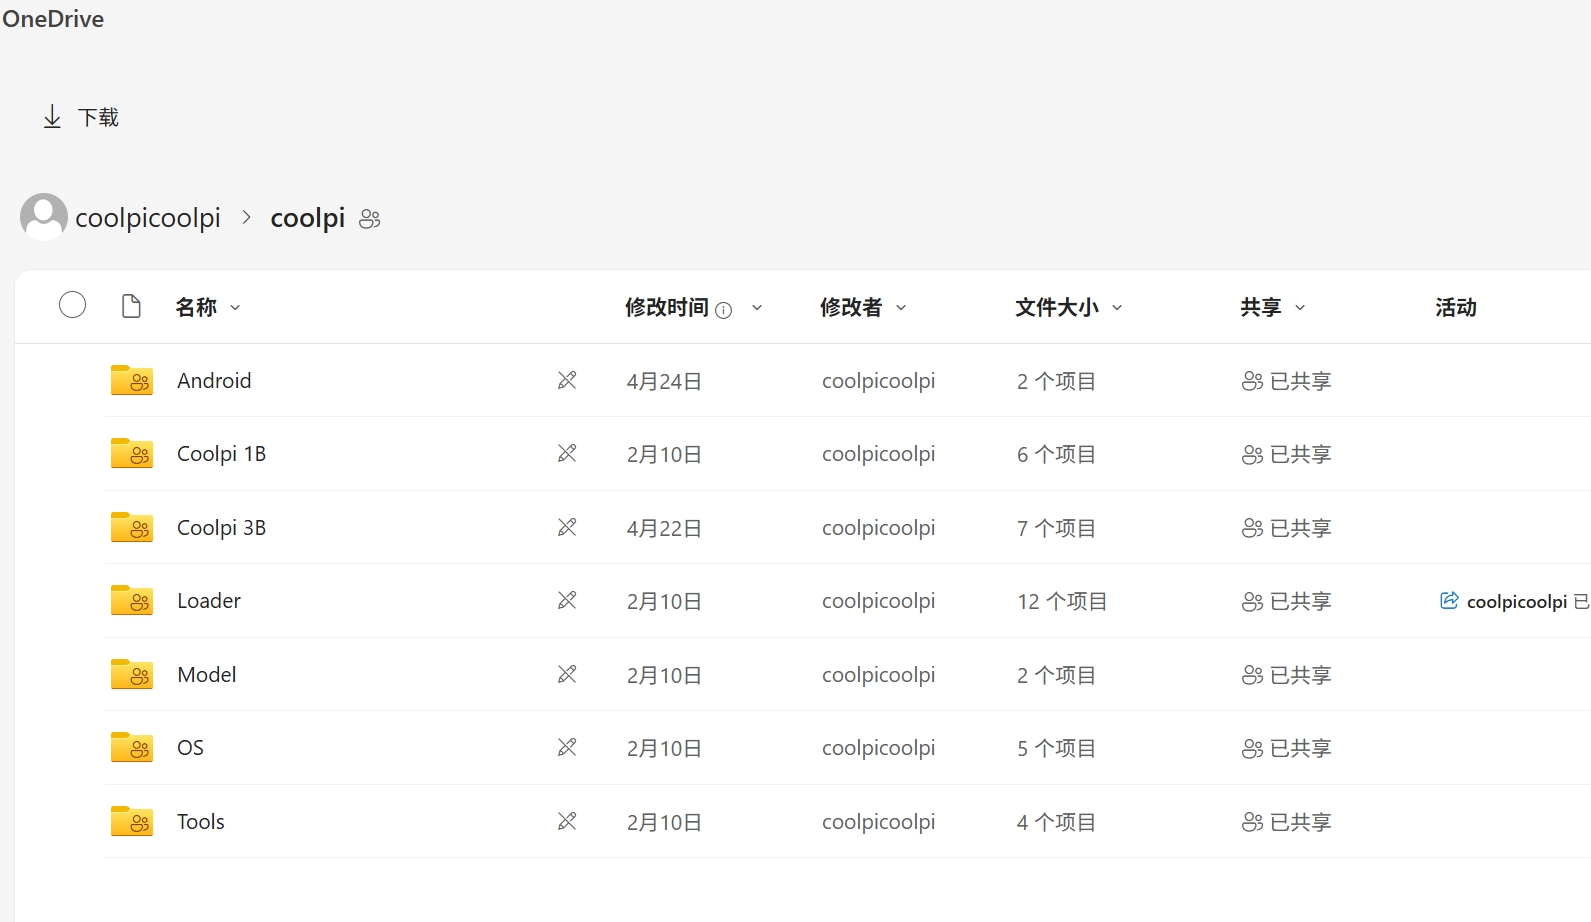 OneDrive
下载
coolpicoolpi > coolpi
名称 修改时间 修改者 文件大小 共享 活动
Android 4月24日 coolpicoolpi 2 个项目 已共享
Coolpi 1B 2月10日 coolpicoolpi 6 个项目 已共享
Coolpi 3B 4月22日 coolpicoolpi 7 个项目 已共享
Loader 2月10日 coolpicoolpi 12 个项目 已共享 coolpicoolpi 已
Model 2月10日 coolpicoolpi 2 个项目 已共享
OS 2月10日 coolpicoolpi 5 个项目 已共享
Tools 2月10日 coolpicoolpi 4 个项目 已共享